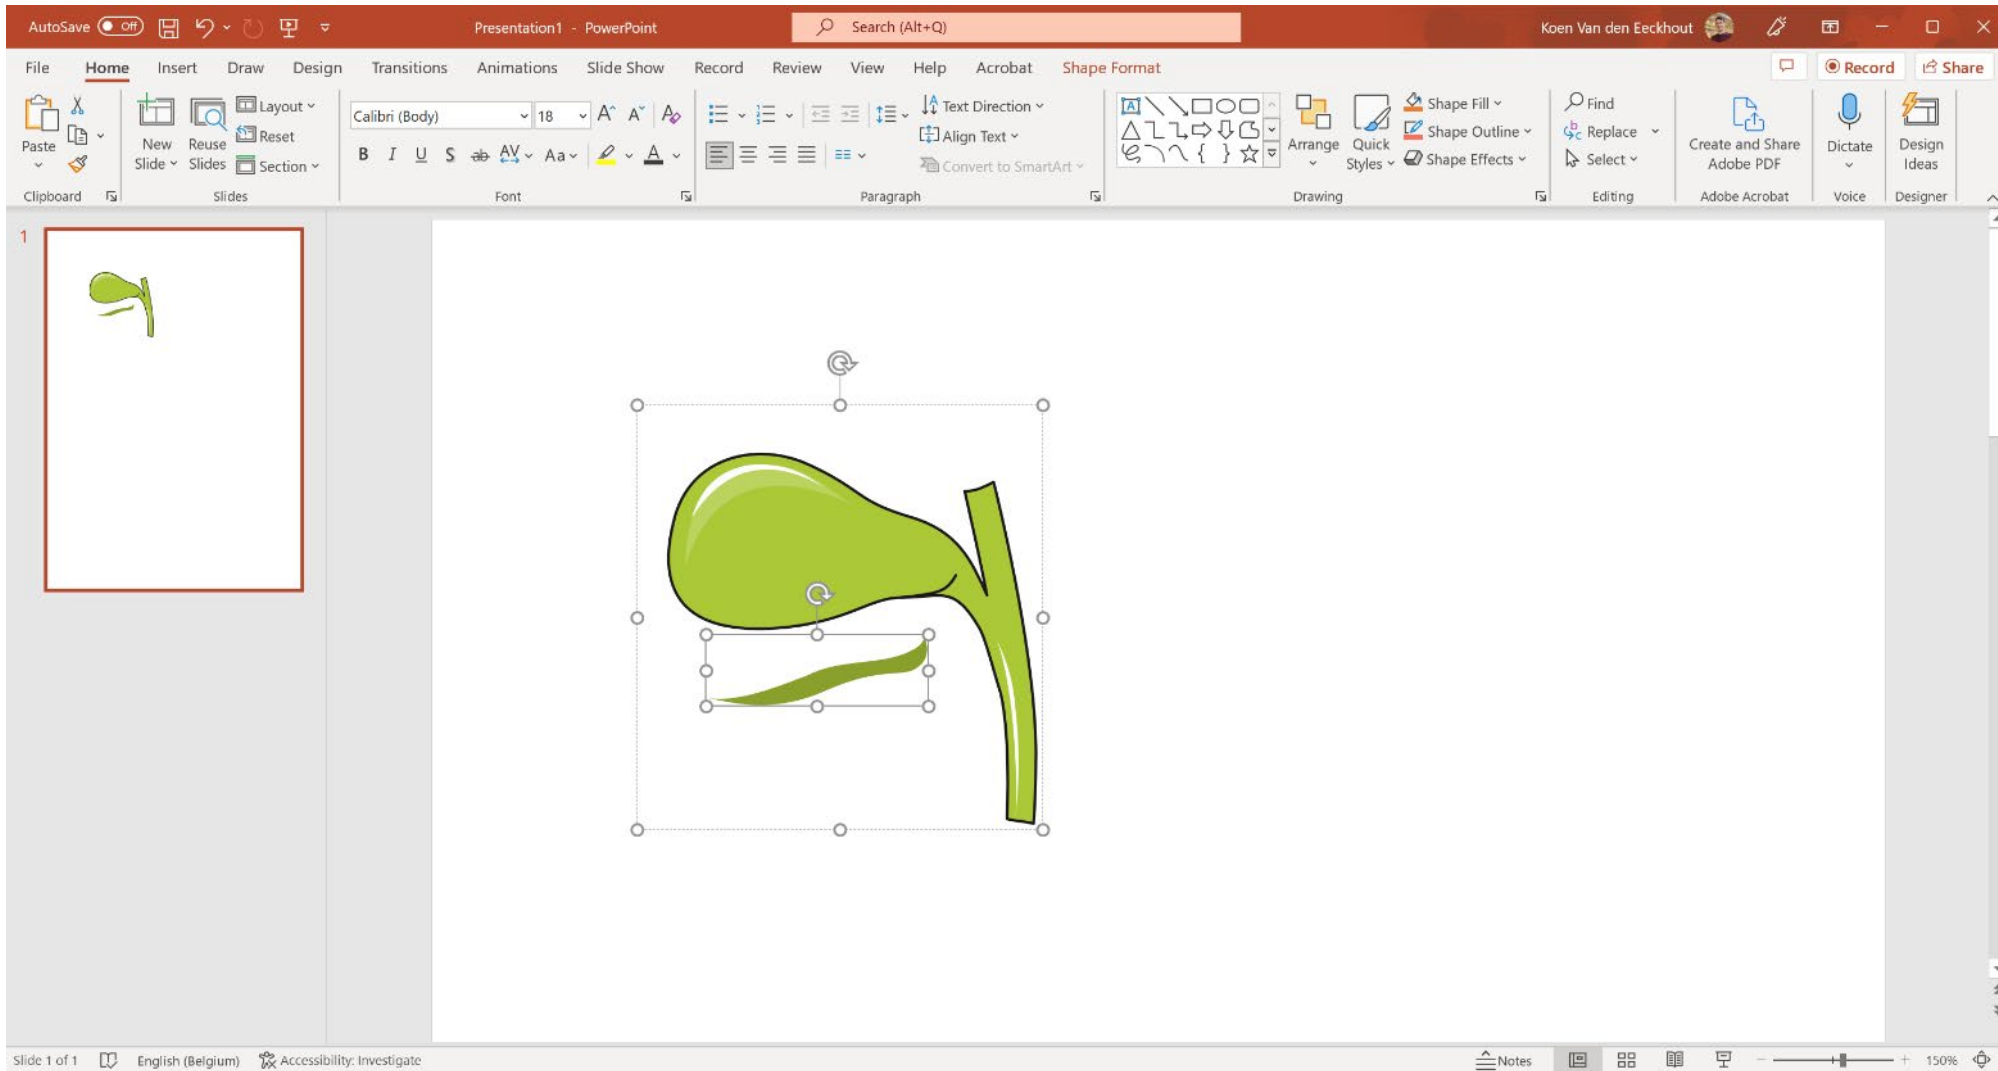 AutoSave Off Presentation1 - PowerPoint Search (Alt+Q) Koen Van den Eeckhout
File Home Insert Draw Design Transitions Animations Slide Show Record Review View Help Acrobat Shape Format Record Share
Paste
Clipboard
New Slide
Reuse Slides
Layout
Reset
Section
Slides
Calibri (Body) 18 A A A
B I U S ab AV Aa A
Font
Text Direction
Align Text
Convert to SmartArt
Paragraph
A
Arrange
Quick Styles
Shape Fill
Shape Outline
Shape Effects
Drawing
Find
Replace
Select
Editing
Create and Share
Adobe PDF
Adobe Acrobat
Dictate
Voice
Design
Ideas
Designer
1
Slide 1 of 1 English (Belgium) Accessibility: Investigate Notes 150%